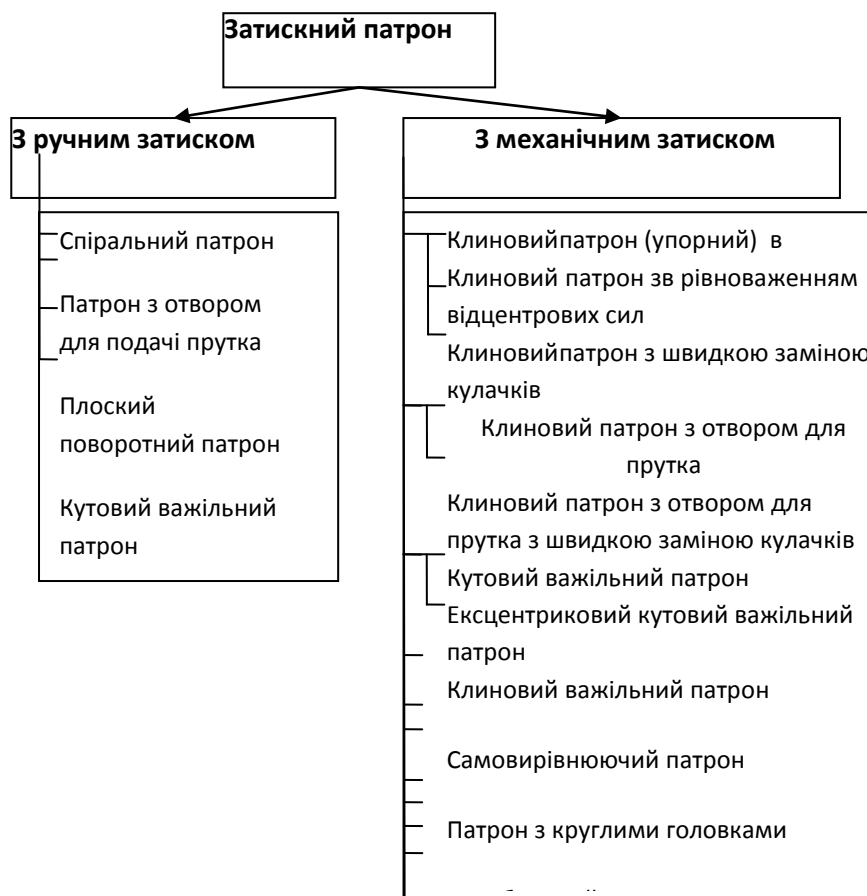 Затискний патрон
З ручним затиском
З механічним затиском
Спіральний патрон
Патрон з отвором
для подачі прутка
Плоский
поворотний патрон
Кутовий важільний
патрон
Клиновийпатрон (упорний) в
Клиновий патрон зв рівноваженням
відцентрових сил
Клиновийпатрон з швидкою заміною
кулачків
Клиновий патрон з отвором для
прутка
Клиновий патрон з отвором для
прутка з швидкою заміною кулачків
Кутовий важільний патрон
Ексцентриковий кутовий важільний
патрон
Клиновий важільний патрон
Самовирівнюючий патрон
Патрон з круглими головками